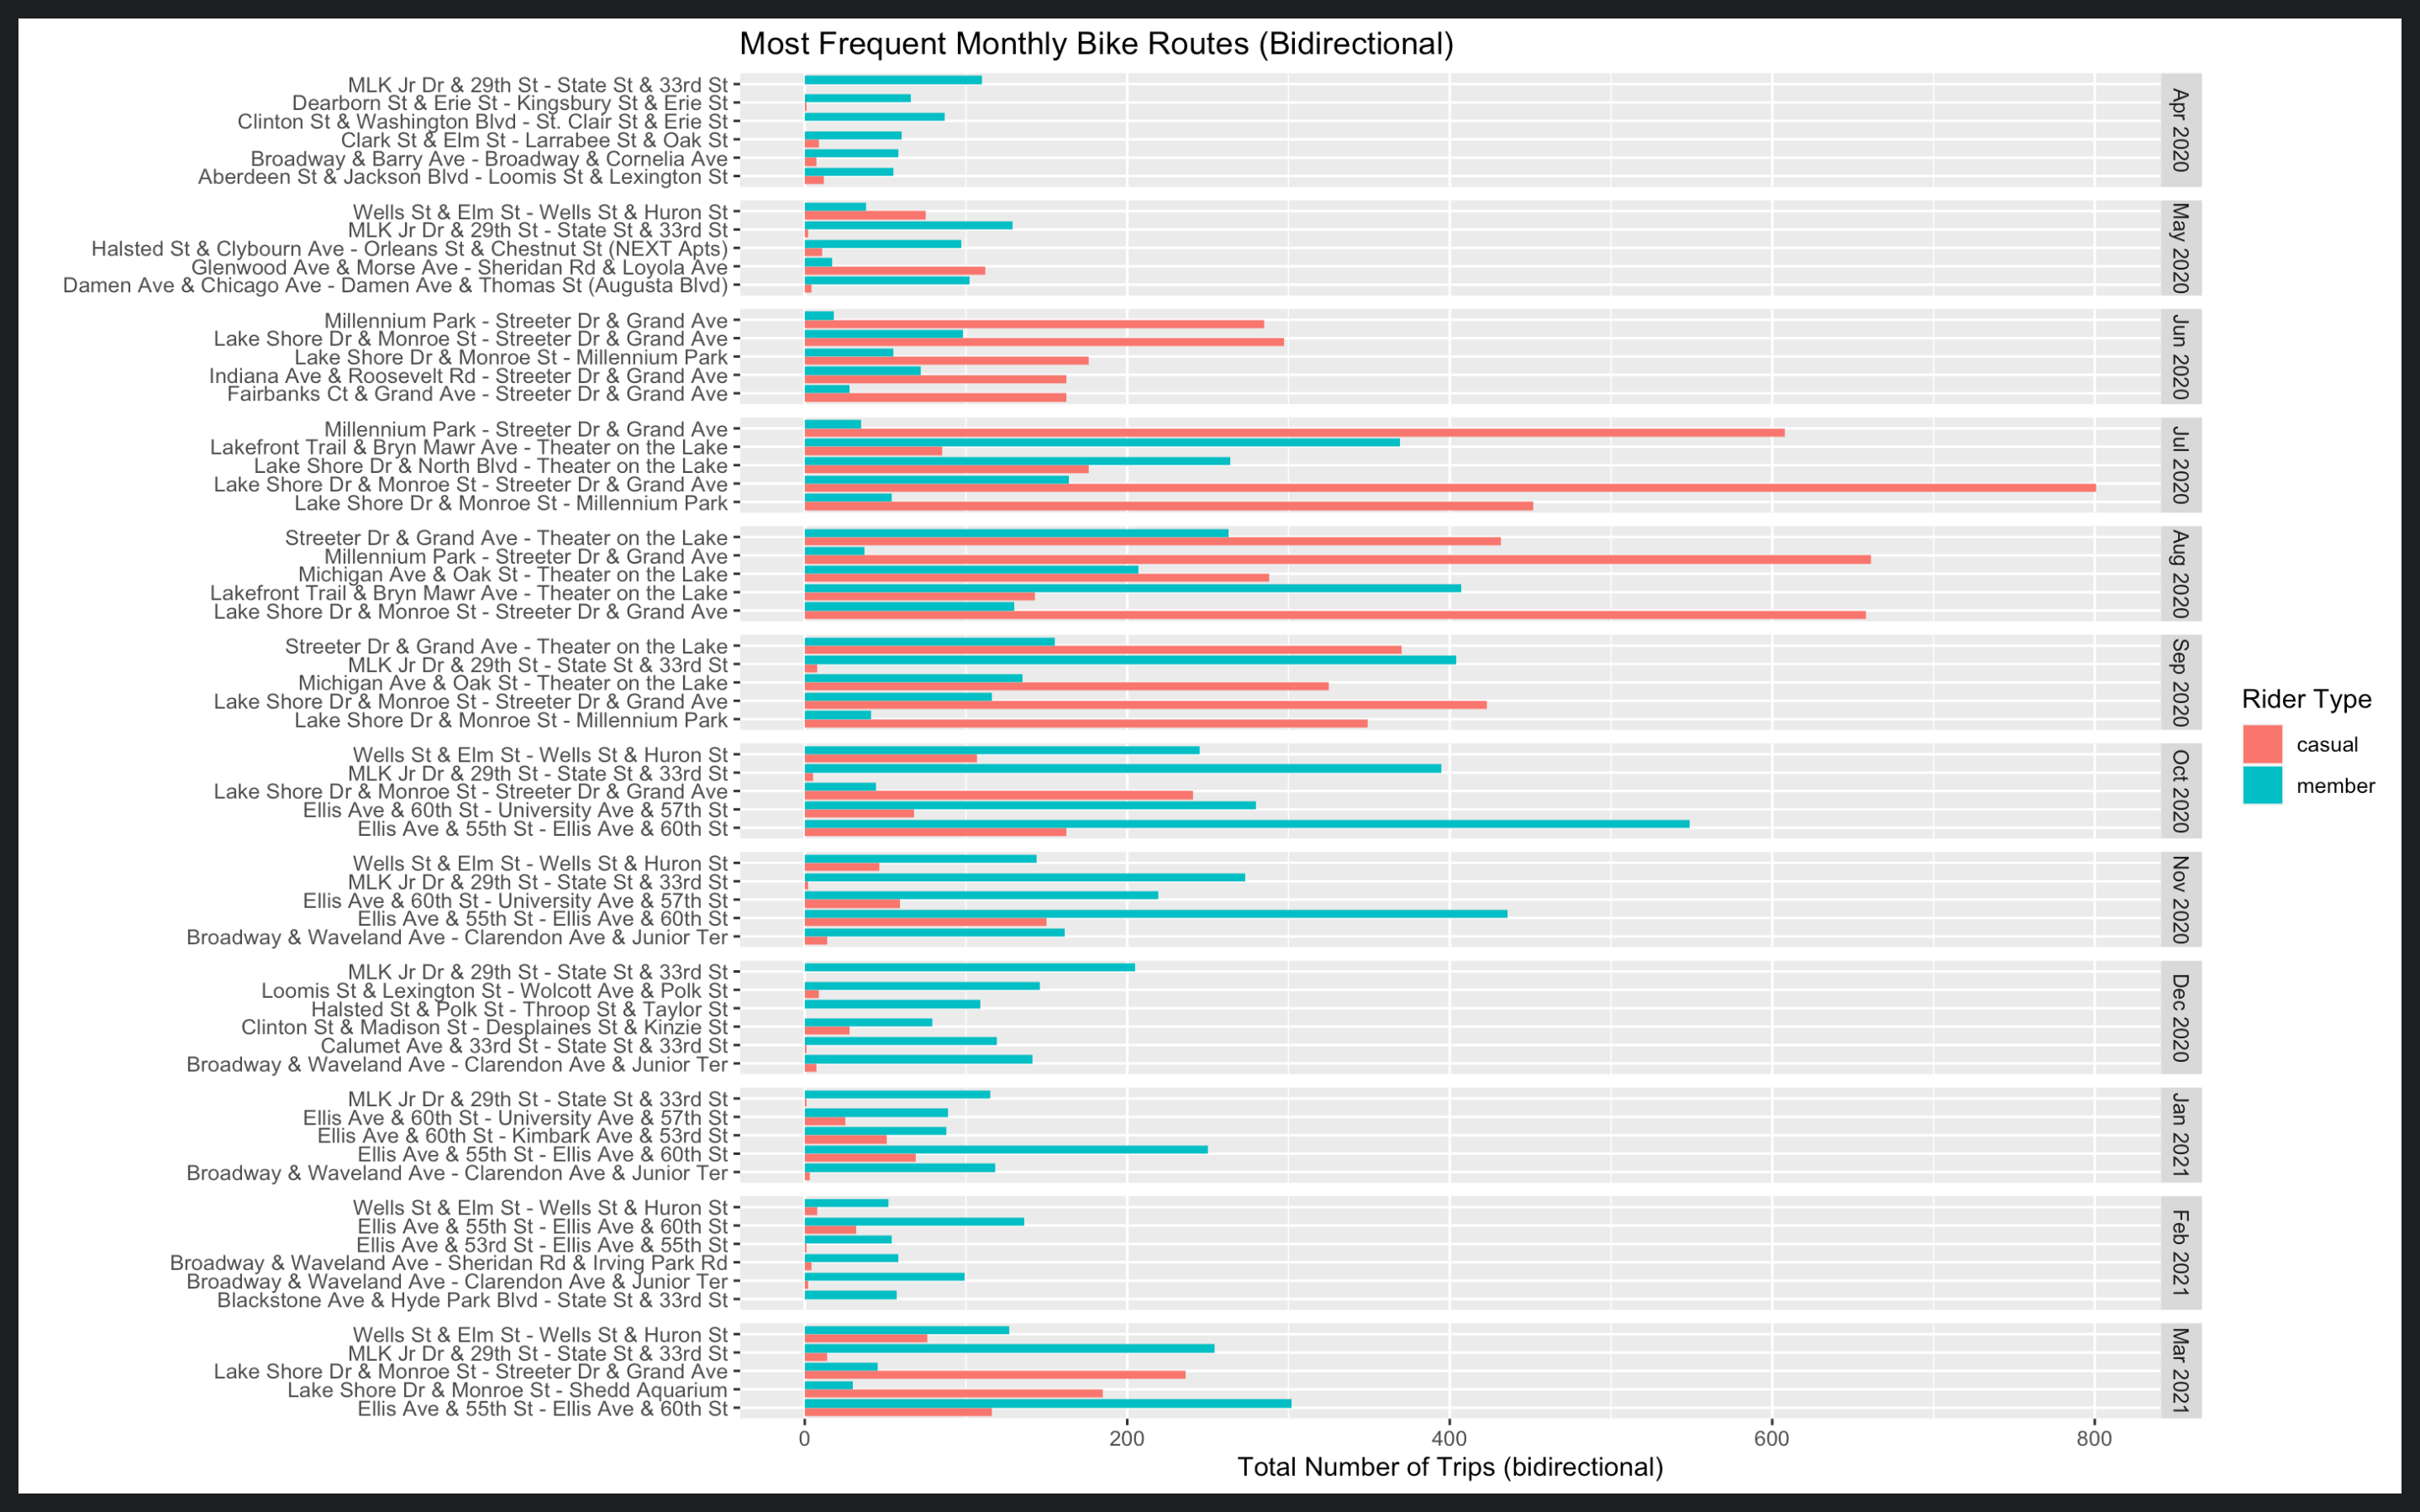 Most Frequent Monthly Bike Routes (Bidirectional)
MLK Jr Dr & 29th St - State St & 33rd St
Dearborn St & Erie St - Kingsbury St & Erie St
Clinton St & Washington Blvd - St. Clair St & Erie St
Clark St & Elm St - Larrabee St & Oak St
Broadway & Barry Ave - Broadway & Cornelia Ave
Aberdeen St & Jackson Blvd - Loomis St & Lexington St
Apr 2020
Wells St & Elm St - Wells St & Huron St
MLK Jr Dr & 29th St - State St & 33rd St
Halsted St & Clybourn Ave - Orleans St & Chestnut St (NEXT Apts)
Glenwood Ave & Morse Ave - Sheridan Rd & Loyola Ave
Damen Ave & Chicago Ave - Damen Ave & Thomas St (Augusta Blvd)
May 2020
Millennium Park - Streeter Dr & Grand Ave
Lake Shore Dr & Monroe St - Streeter Dr & Grand Ave
Lake Shore Dr & Monroe St - Millennium Park
Indiana Ave & Roosevelt Rd - Streeter Dr & Grand Ave
Fairbanks Ct & Grand Ave - Streeter Dr & Grand Ave
Jun 2020
Millennium Park - Streeter Dr & Grand Ave
Lakefront Trail & Bryn Mawr Ave - Theater on the Lake
Lake Shore Dr & North Blvd - Theater on the Lake
Lake Shore Dr & Monroe St - Streeter Dr & Grand Ave
Lake Shore Dr & Monroe St - Millennium Park
Jul 2020
Streeter Dr & Grand Ave - Theater on the Lake
Millennium Park - Streeter Dr & Grand Ave
Michigan Ave & Oak St - Theater on the Lake
Lakefront Trail & Bryn Mawr Ave - Theater on the Lake
Lake Shore Dr & Monroe St - Streeter Dr & Grand Ave
Aug 2020
Streeter Dr & Grand Ave - Theater on the Lake
MLK Jr Dr & 29th St - State St & 33rd St
Michigan Ave & Oak St - Theater on the Lake
Lake Shore Dr & Monroe St - Streeter Dr & Grand Ave
Lake Shore Dr & Monroe St - Millennium Park
Sep 2020
Wells St & Elm St - Wells St & Huron St
MLK Jr Dr & 29th St - State St & 33rd St
Lake Shore Dr & Monroe St - Streeter Dr & Grand Ave
Ellis Ave & 60th St - University Ave & 57th St
Ellis Ave & 55th St - Ellis Ave & 60th St
Oct 2020
Wells St & Elm St - Wells St & Huron St
MLK Jr Dr & 29th St - State St & 33rd St
Ellis Ave & 60th St - University Ave & 57th St
Ellis Ave & 55th St - Ellis Ave & 60th St
Broadway & Waveland Ave - Clarendon Ave & Junior Ter
Nov 2020
MLK Jr Dr & 29th St - State St & 33rd St
Loomis St & Lexington St - Wolcott Ave & Polk St
Halsted St & Polk St - Throop St & Taylor St
Clinton St & Madison St - Desplaines St & Kinzie St
Calumet Ave & 33rd St - State St & 33rd St
Broadway & Waveland Ave - Clarendon Ave & Junior Ter
Dec 2020
MLK Jr Dr & 29th St - State St & 33rd St
Ellis Ave & 60th St - University Ave & 57th St
Ellis Ave & 60th St - Kimbark Ave & 53rd St
Ellis Ave & 55th St - Ellis Ave & 60th St
Broadway & Waveland Ave - Clarendon Ave & Junior Ter
Jan 2021
Wells St & Elm St - Wells St & Huron St
Ellis Ave & 55th St - Ellis Ave & 60th St
Ellis Ave & 53rd St - Ellis Ave & 55th St
Broadway & Waveland Ave - Sheridan Rd & Irving Park Rd
Broadway & Waveland Ave - Clarendon Ave & Junior Ter
Blackstone Ave & Hyde Park Blvd - State St & 33rd St
Feb 2021
Wells St & Elm St - Wells St & Huron St
MLK Jr Dr & 29th St - State St & 33rd St
Lake Shore Dr & Monroe St - Streeter Dr & Grand Ave
Lake Shore Dr & Monroe St - Shedd Aquarium
Ellis Ave & 55th St - Ellis Ave & 60th St
Mar 2021
0 200 400 600 800
Total Number of Trips (bidirectional)
Rider Type
casual
member